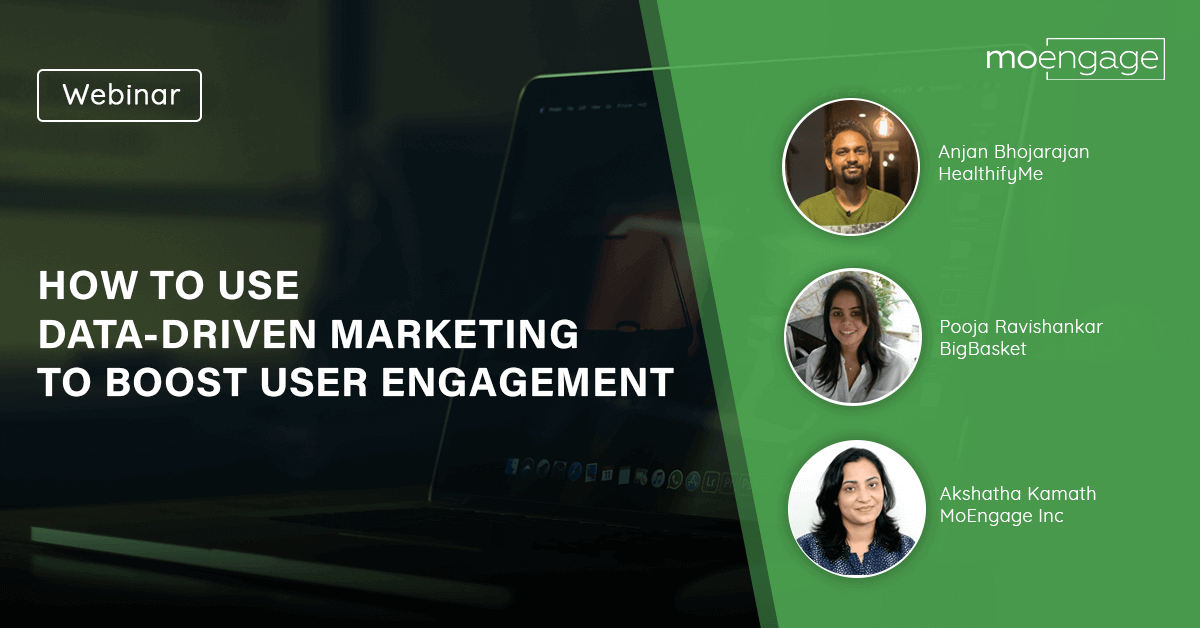 Webinar
HOW TO USE
DATA-DRIVEN MARKETING
TO BOOST USER ENGAGEMENT
moengage
Anjan Bhojarajan
HealthifyMe
Pooja Ravishankar
BigBasket
Akshatha Kamath
MoEngage Inc